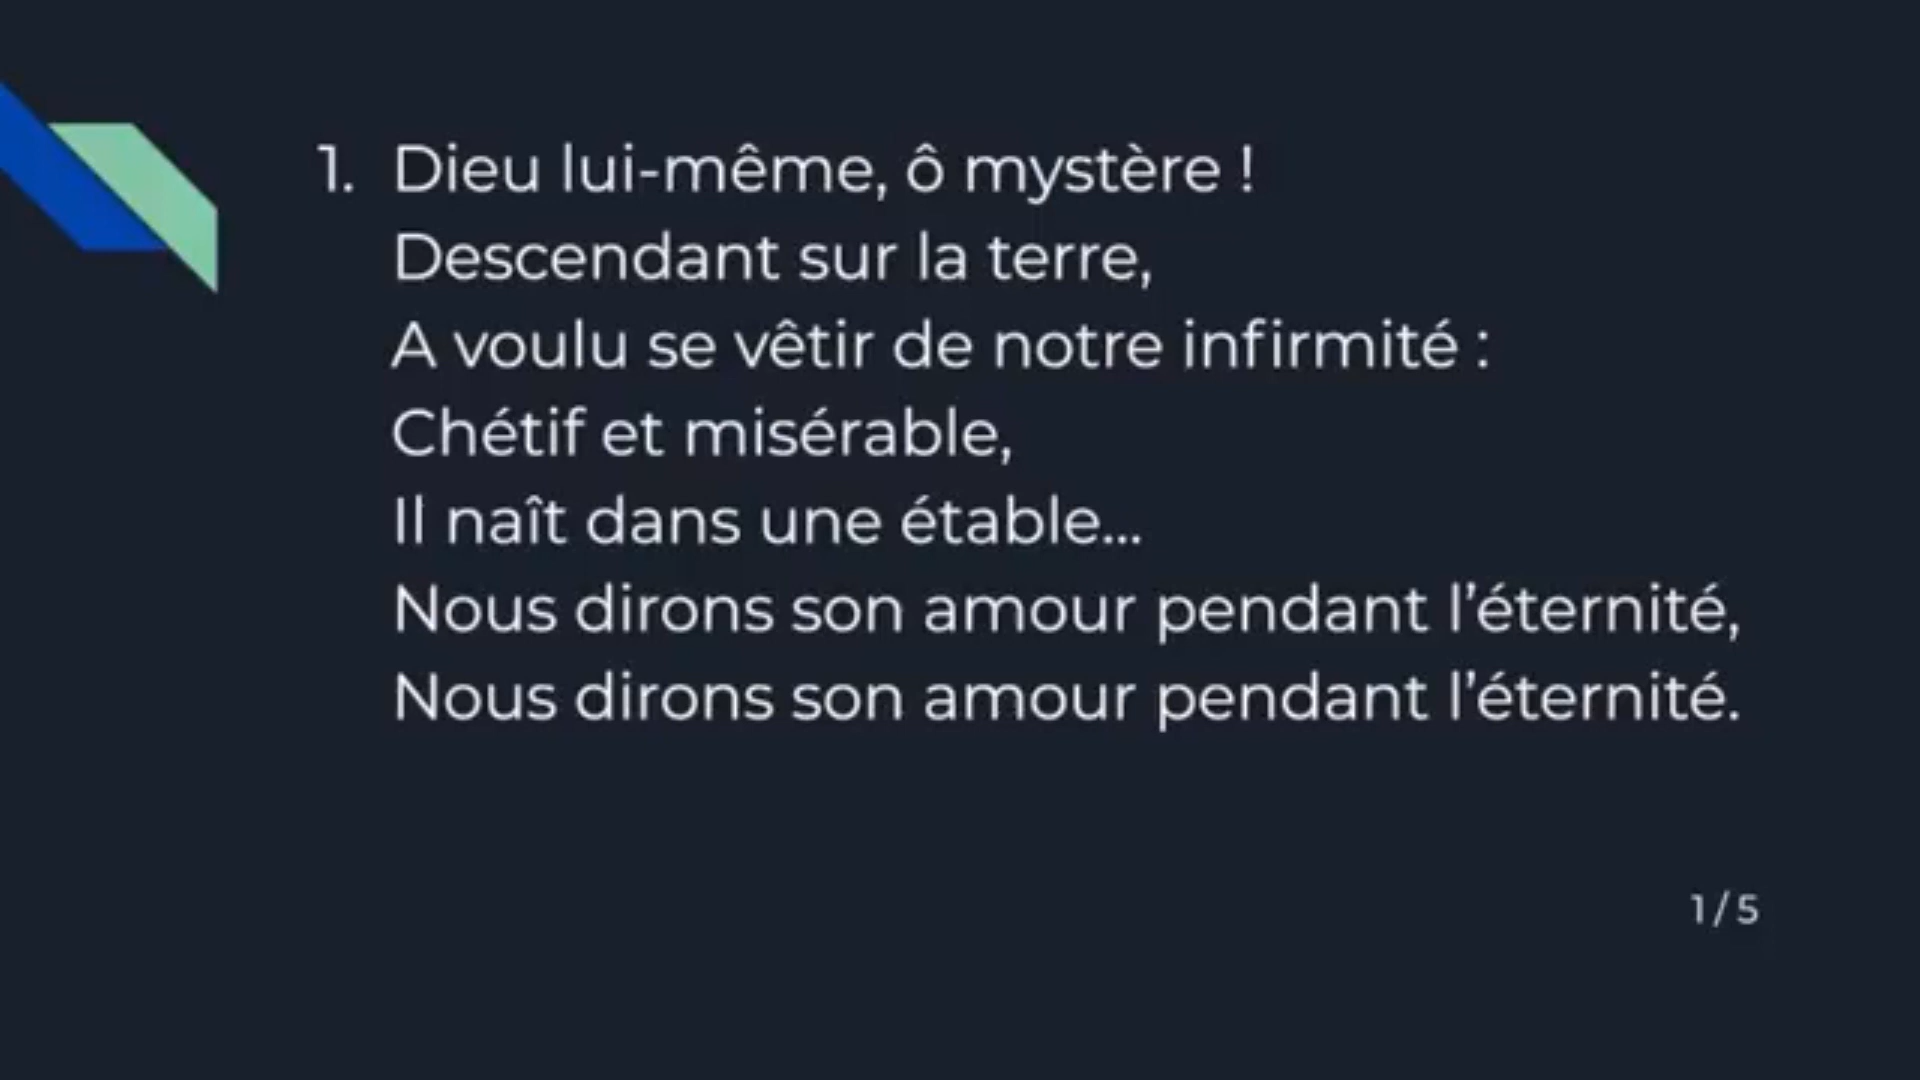 1. Dieu lui-même, ô mystère !
Descendant sur la terre,
A voulu se vêtir de notre infirmité :
Chétif et misérable,
Il naît dans une étable...
Nous dirons son amour pendant l’éternité,
Nous dirons son amour pendant l’éternité.
1 / 5